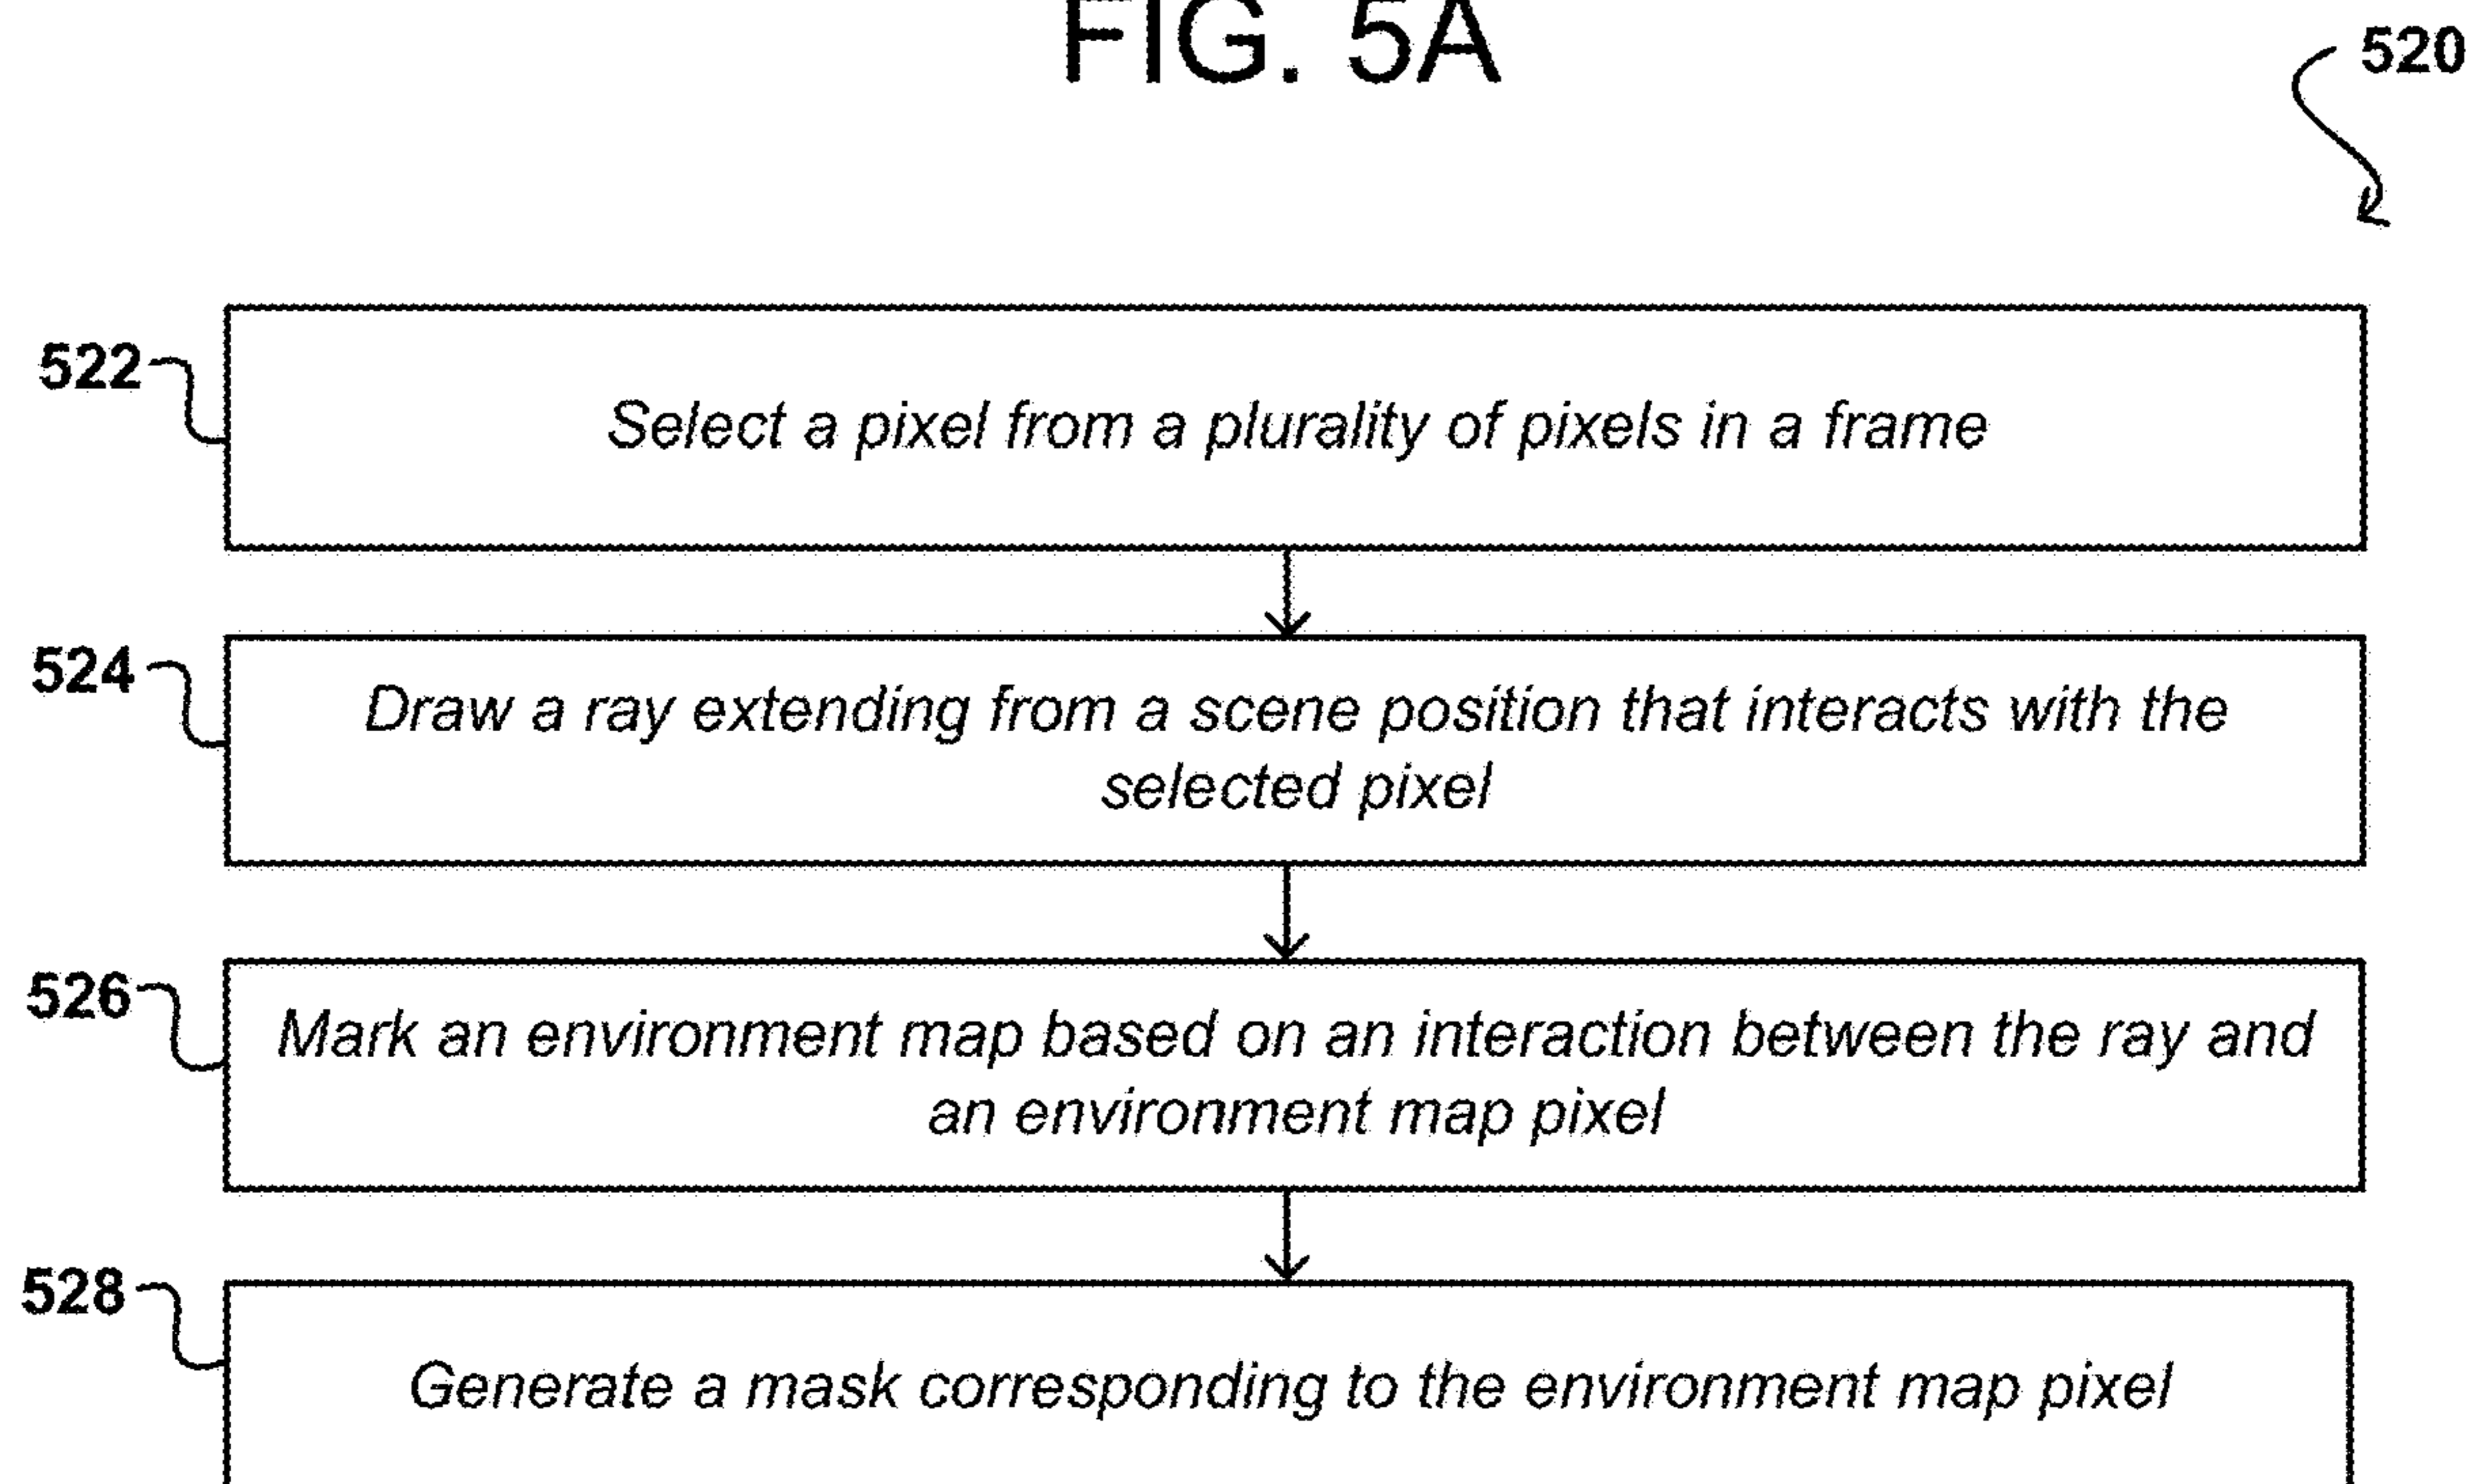 FIG. 5A
520
522
Select a pixel from a plurality of pixels in a frame
524
Draw a ray extending from a scene position that interacts with the
selected pixel
526
Mark an environment map based on an interaction between the ray and
an environment map pixel
528
Generate a mask corresponding to the environment map pixel